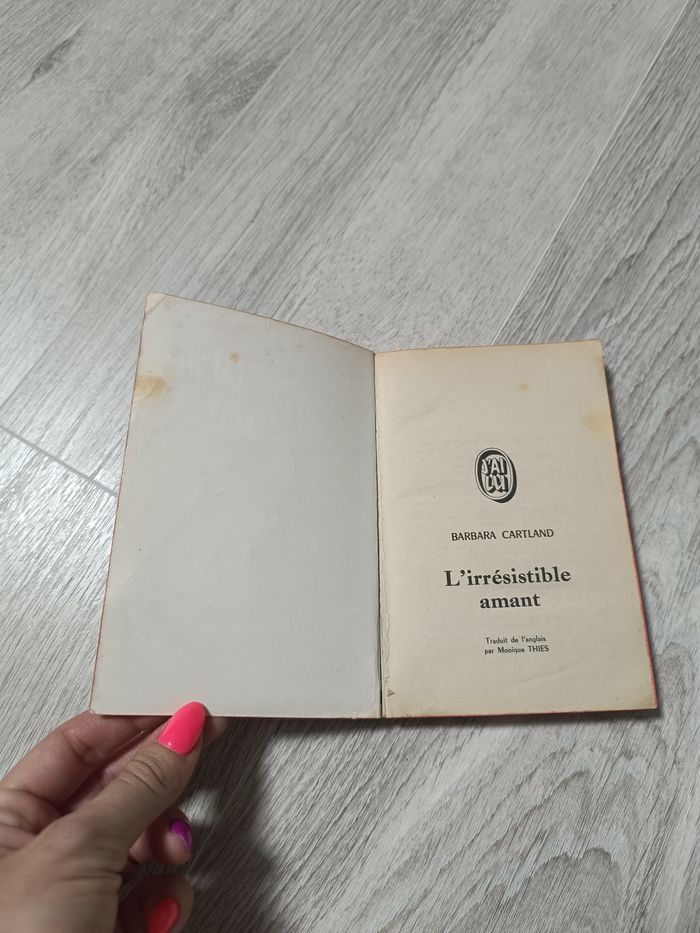 J'AI
LU
BARBARA CARTLAND
L'irrésistible
amant
Traduit de l'anglais
par Monique THIES